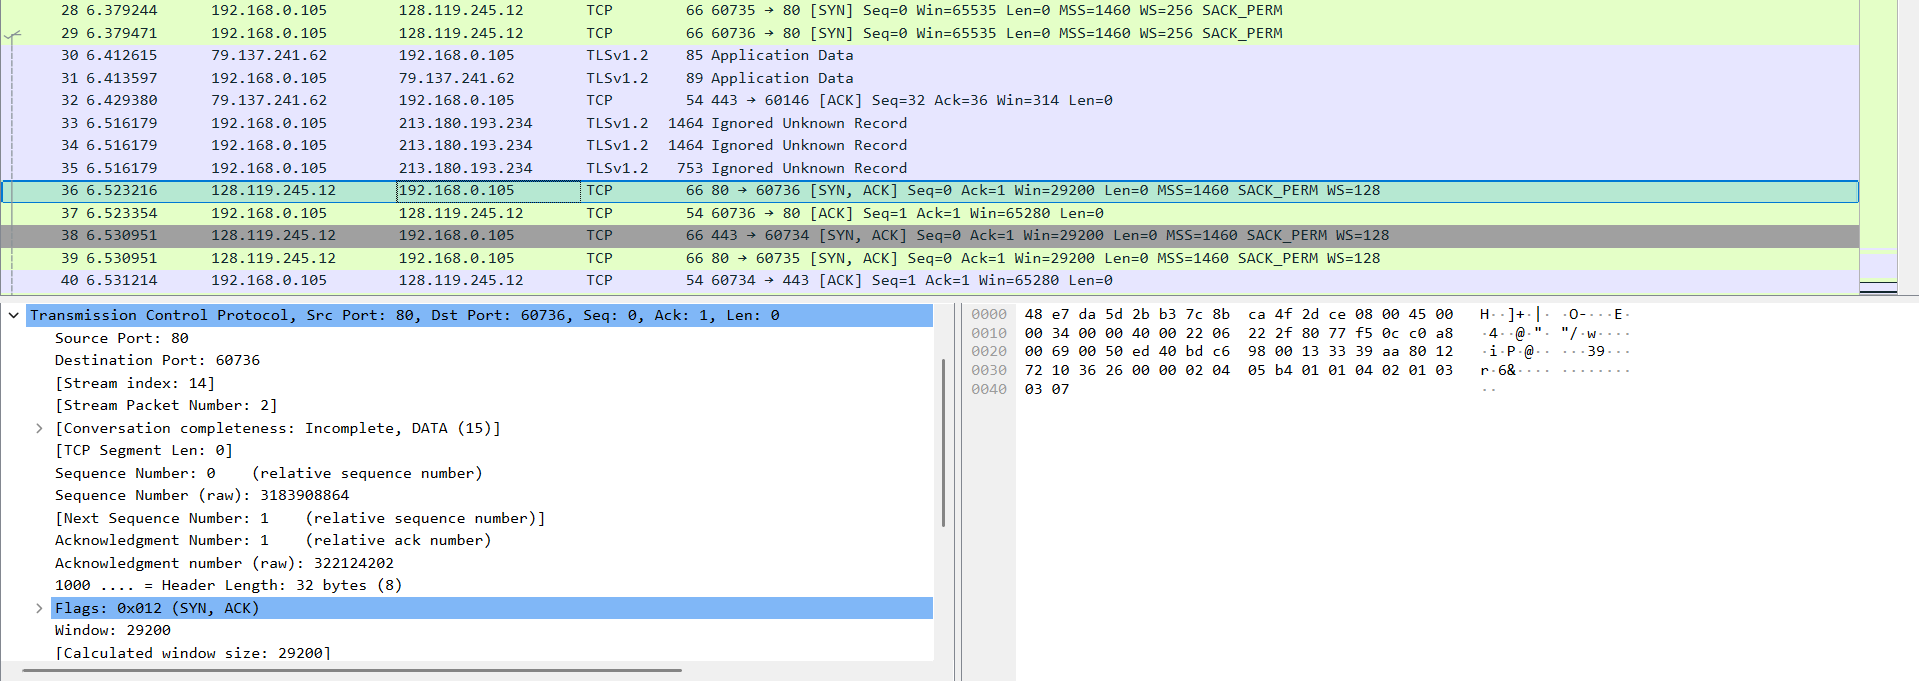 28 6.379244 192.168.0.105 128.119.245.12 TCP 66 60735 → 80 [SYN] Seq=0 Win=65535 Len=0 MSS=1460 WS=256 SACK_PERM
29 6.379471 192.168.0.105 128.119.245.12 TCP 66 60736 → 80 [SYN] Seq=0 Win=65535 Len=0 MSS=1460 WS=256 SACK_PERM
30 6.412615 79.137.241.62 192.168.0.105 TLSv1.2 85 Application Data
31 6.413597 192.168.0.105 79.137.241.62 TLSv1.2 89 Application Data
32 6.429380 79.137.241.62 192.168.0.105 TCP 54 443 → 60146 [ACK] Seq=32 Ack=36 Win=314 Len=0
33 6.516179 192.168.0.105 213.180.193.234 TLSv1.2 1464 Ignored Unknown Record
34 6.516179 192.168.0.105 213.180.193.234 TLSv1.2 1464 Ignored Unknown Record
35 6.516179 192.168.0.105 213.180.193.234 TLSv1.2 753 Ignored Unknown Record
36 6.523216 128.119.245.12 192.168.0.105 TCP 66 80 → 60736 [SYN, ACK] Seq=0 Ack=1 Win=29200 Len=0 MSS=1460 SACK_PERM WS=128
37 6.523354 192.168.0.105 128.119.245.12 TCP 54 60736 → 80 [ACK] Seq=1 Ack=1 Win=65280 Len=0
38 6.530951 128.119.245.12 192.168.0.105 TCP 66 443 → 60734 [SYN, ACK] Seq=0 Ack=1 Win=29200 Len=0 MSS=1460 SACK_PERM WS=128
39 6.530951 128.119.245.12 192.168.0.105 TCP 66 80 → 60735 [SYN, ACK] Seq=0 Ack=1 Win=29200 Len=0 MSS=1460 SACK_PERM WS=128
40 6.531214 192.168.0.105 128.119.245.12 TCP 54 60734 → 443 [ACK] Seq=1 Ack=1 Win=65280 Len=0
Transmission Control Protocol, Src Port: 80, Dst Port: 60736, Seq: 0, Ack: 1, Len: 0
Source Port: 80
Destination Port: 60736
[Stream index: 14]
[Stream Packet Number: 2]
[Conversation completeness: Incomplete, DATA (15)]
[TCP Segment Len: 0]
Sequence Number: 0    (relative sequence number)
Sequence Number (raw): 3183908864
[Next Sequence Number: 1    (relative sequence number)]
Acknowledgment Number: 1    (relative ack number)
Acknowledgment number (raw): 322124202
1000 .... = Header Length: 32 bytes (8)
Flags: 0x012 (SYN, ACK)
Window: 29200
[Calculated window size: 29200]
0000 48 e7 da 5d 2b b3 7c 8b ca 4f 2d ce 08 00 45 00 H··]+·|· ·O-···E·
0010 00 34 00 00 40 00 22 06 22 2f 80 77 f5 0c c0 a8 ·4··@·"· "/·w····
0020 00 69 00 50 ed 40 bd c6 98 00 13 33 39 aa 80 12 ·i·P·@·· ···39···
0030 72 10 36 26 00 00 02 04 05 b4 01 01 04 02 01 03 r·6&···· ········
0040 03 07 ··